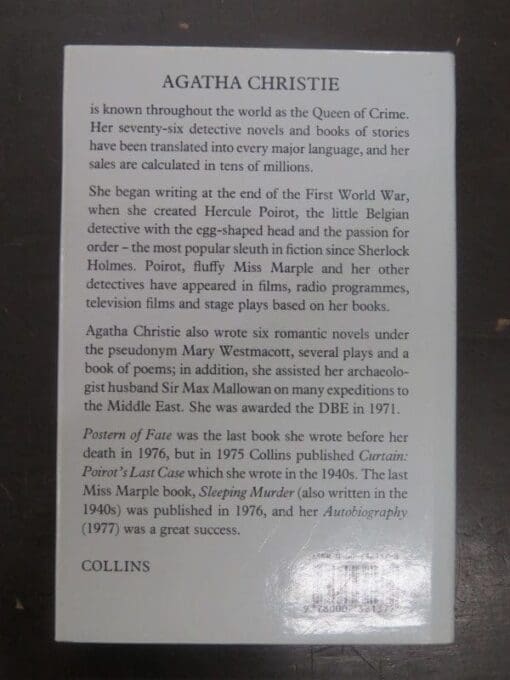 AGATHA CHRISTIE
is known throughout the world as the Queen of Crime.
Her seventy-six detective novels and books of stories
have been translated into every major language, and her
sales are calculated in tens of millions.
She began writing at the end of the First World War,
when she created Hercule Poirot, the little Belgian
detective with the egg-shaped head and the passion for
order – the most popular sleuth in fiction since Sherlock
Holmes. Poirot, fluffy Miss Marple and her other
detectives have appeared in films, radio programmes,
television films and stage plays based on her books.
Agatha Christie also wrote six romantic novels under
the pseudonym Mary Westmacott, several plays and a
book of poems; in addition, she assisted her archaeolo-
gist husband Sir Max Mallowan on many expeditions to
the Middle East. She was awarded the DBE in 1971.
Postern of Fate was the last book she wrote before her
death in 1976, but in 1975 Collins published Curtain:
Poirot's Last Case which she wrote in the 1940s. The last
Miss Marple book, Sleeping Murder (also written in the
1940s) was published in 1976, and her Autobiography
(1977) was a great success.
COLLINS
ISBN